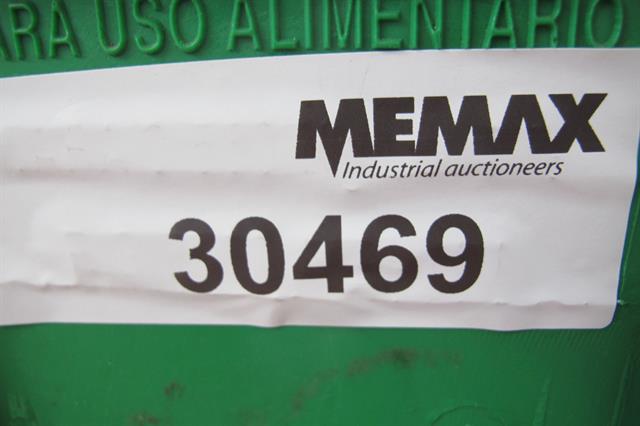 ARA USO ALIMENTARIO
MEMAX
Industrial auctioneers
30469